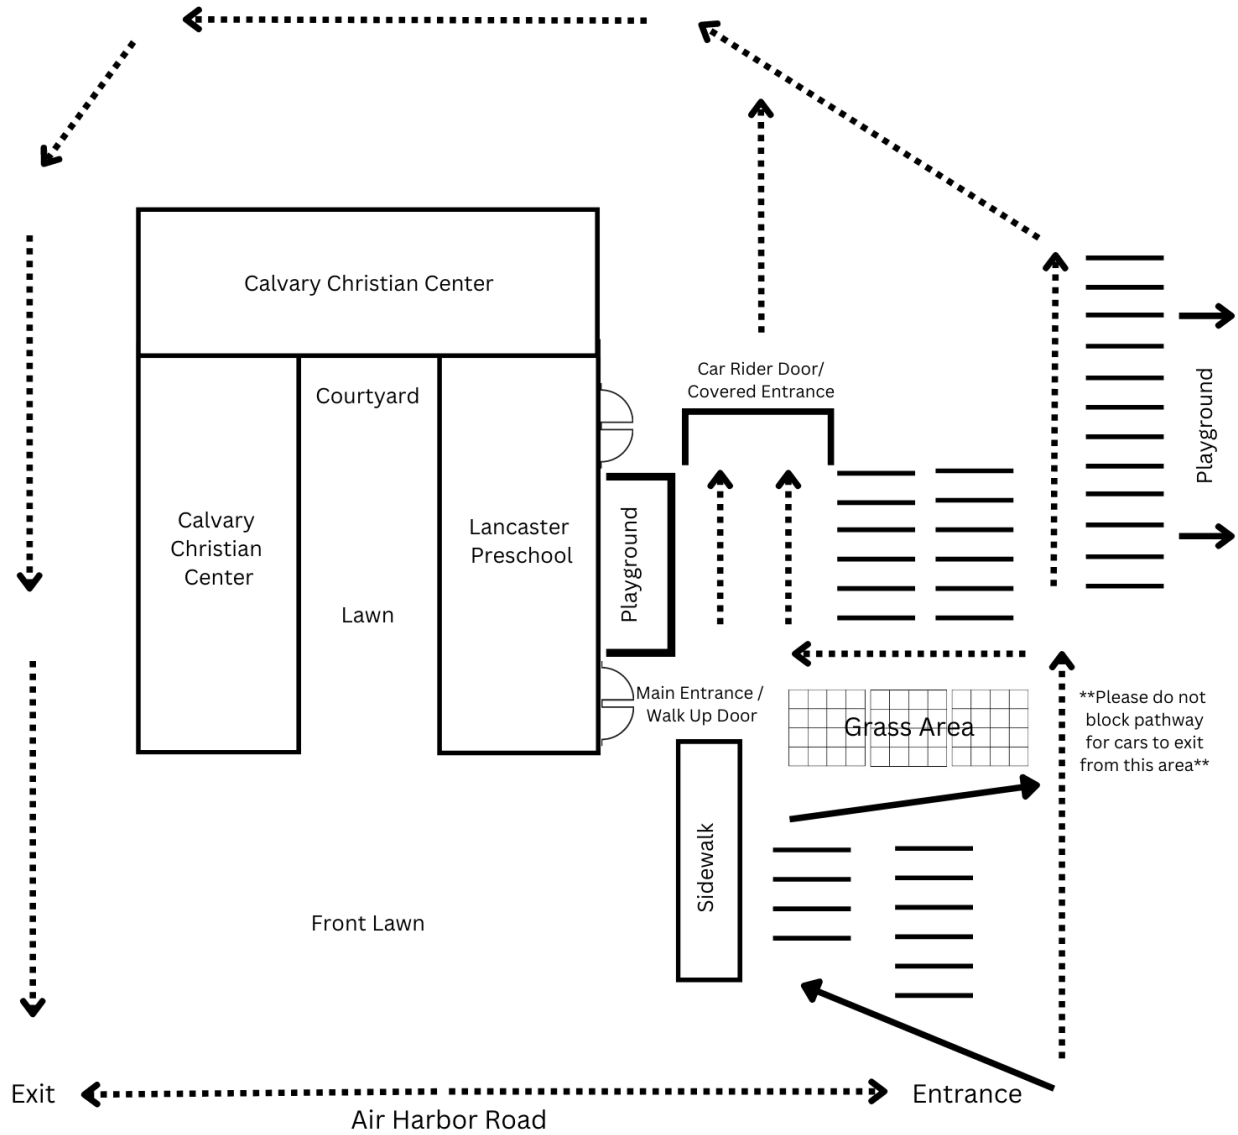 Calvary Christian Center
Car Rider Door/
Covered Entrance
Courtyard
Playground
Calvary
Christian
Center
Lancaster
Preschool
Playground
Lawn
Main Entrance /
Walk Up Door
**Please do not
block pathway
for cars to exit
from this area**
Grass Area
Sidewalk
Front Lawn
Exit
Entrance
Air Harbor Road